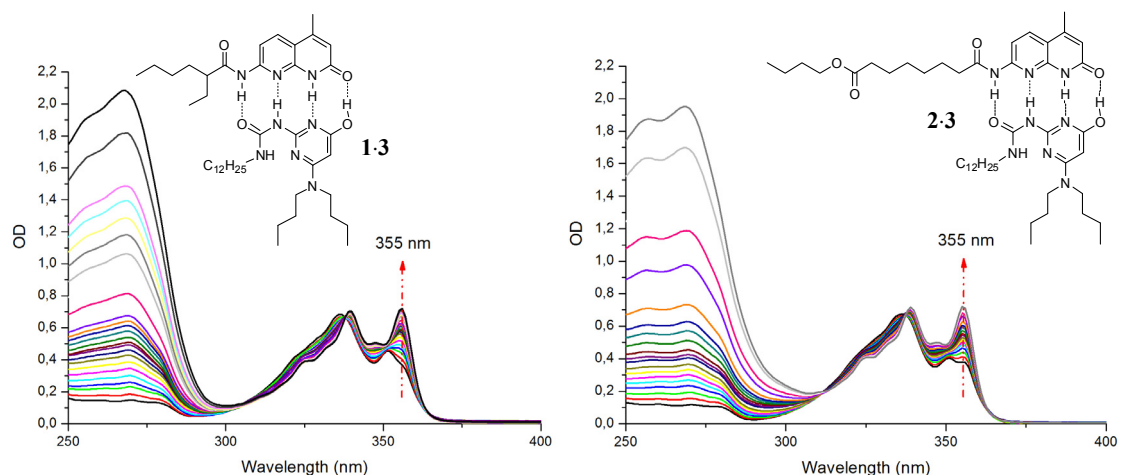 2,2
2,0
1,8
1,6
1,4
1,2
1,0
0,8
0,6
0,4
0,2
0,0
OD
250
300
350
400
Wavelength (nm)
355 nm
1·3
O
O
N N N
H H H H
O N N O
C12H25 NH N
N
2,2
2,0
1,8
1,6
1,4
1,2
1,0
0,8
0,6
0,4
0,2
0,0
OD
250
300
350
400
Wavelength (nm)
355 nm
2·3
O
O
O
O
N N N
H H H H
O N N O
C12H25 NH N
N